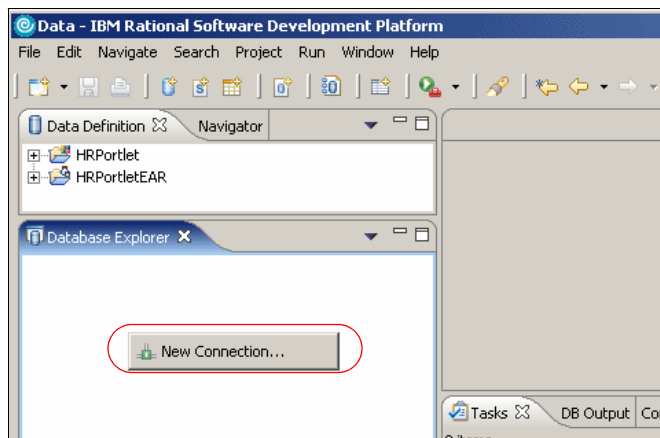 Data - IBM Rational Software Development Platform
File Edit Navigate Search Project Run Window Help
Data Definition Navigator
HRPortlet
HRPortletEAR
Database Explorer
New Connection...
Tasks DB Output